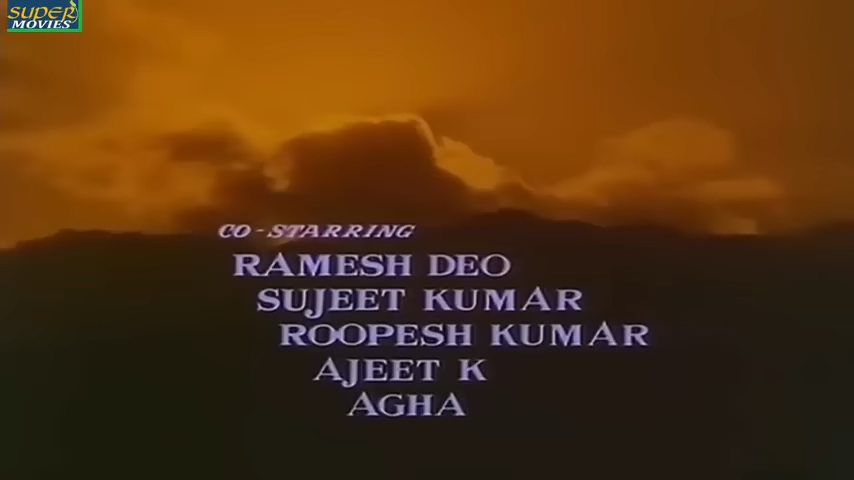 SUPER
MOVIES
CO-STARRING
RAMESH DEO
SUJEET KUMAR
ROOPESH KUMAR
AJEET K
AGHA